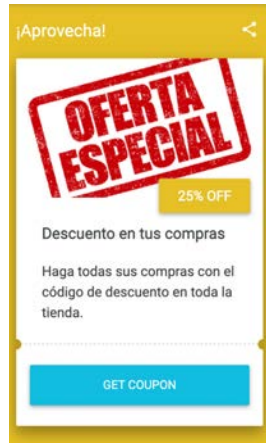 ¡Aprovecha!
OFERTA
ESPECIAL
25% OFF
Descuento en tus compras
Haga todas sus compras con el
código de descuento en toda la
tienda.
GET COUPON